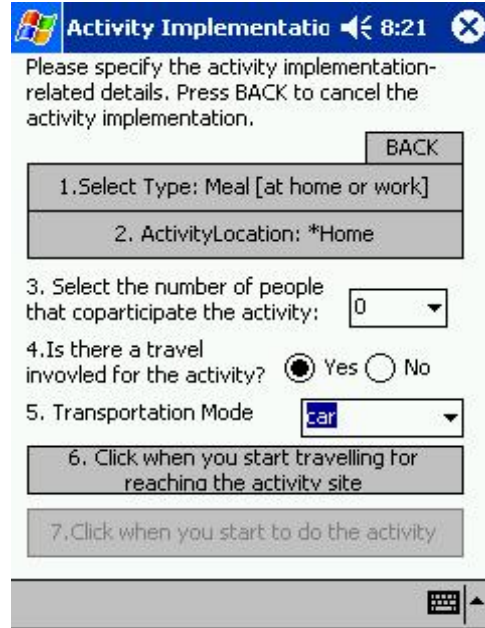 Activity Implementatio 8:21
Please specify the activity implementation-
related details. Press BACK to cancel the
activity implementation.
BACK
1.Select Type: Meal [at home or work]
2. ActivityLocation: *Home
3. Select the number of people
that coparticipate the activity:
0
4.Is there a travel
invovled for the activity?
Yes
No
5. Transportation Mode
car
6. Click when you start travelling for
reaching the activity site
7.Click when you start to do the activity